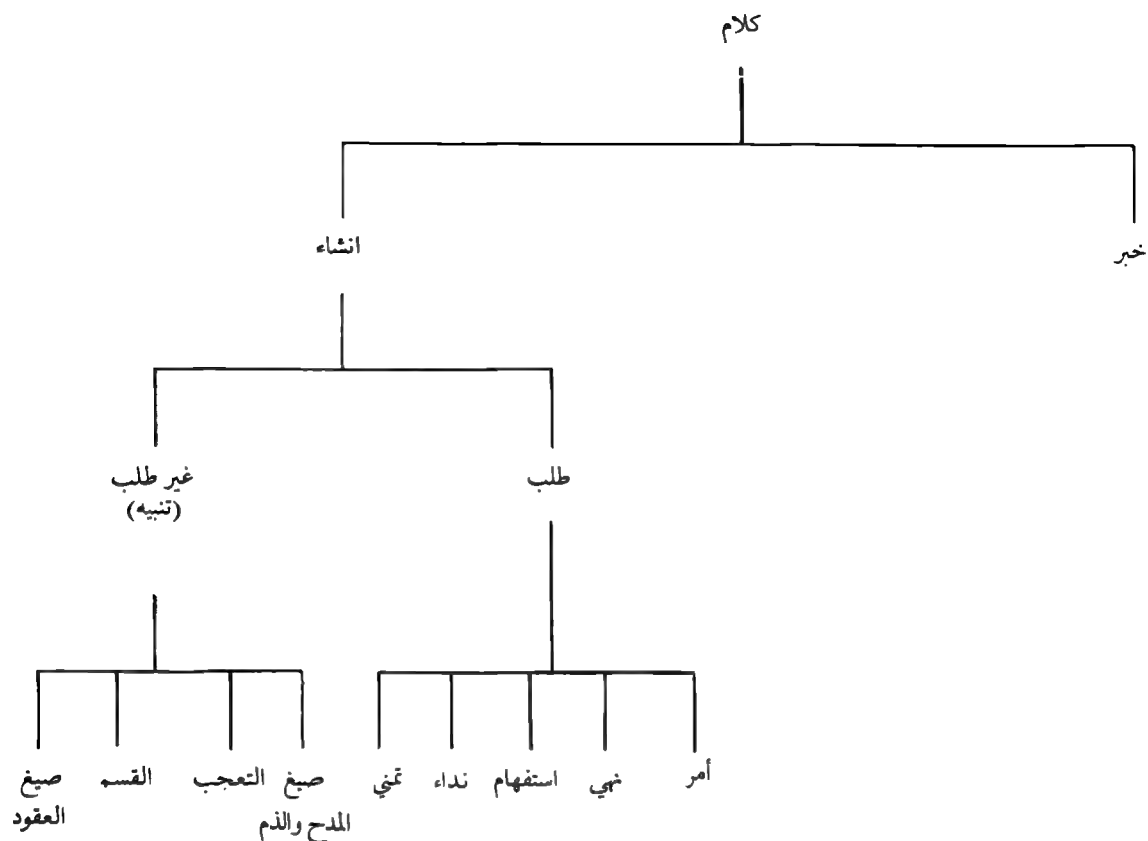 كلام
خبر
انشاء
طلب
غير طلب
(تنبيه)
أمر
نهي
استفهام
نداء
تمني
صيغ
المدح والذم
التعجب
القسم
صيغ
العقود